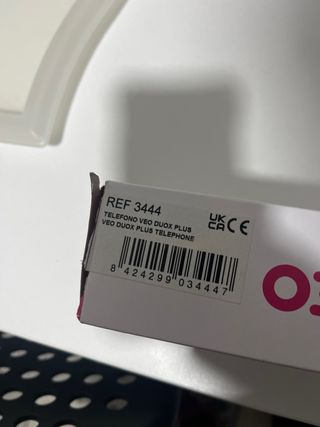 REF 3444
TELEFONO VEO DUOX PLUS
VEO DUOX PLUS TELEPHONE
UK
CA CE
8 424299 034447